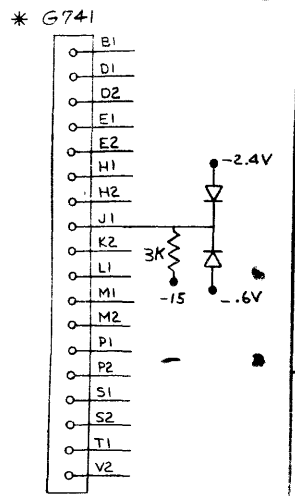 * G741
B1
D1
D2
E1
E2
H1
H2
J1
K2
L1
M1
M2
P1
P2
S1
S2
T1
V2
-2.4V
3K
-15
-.6V